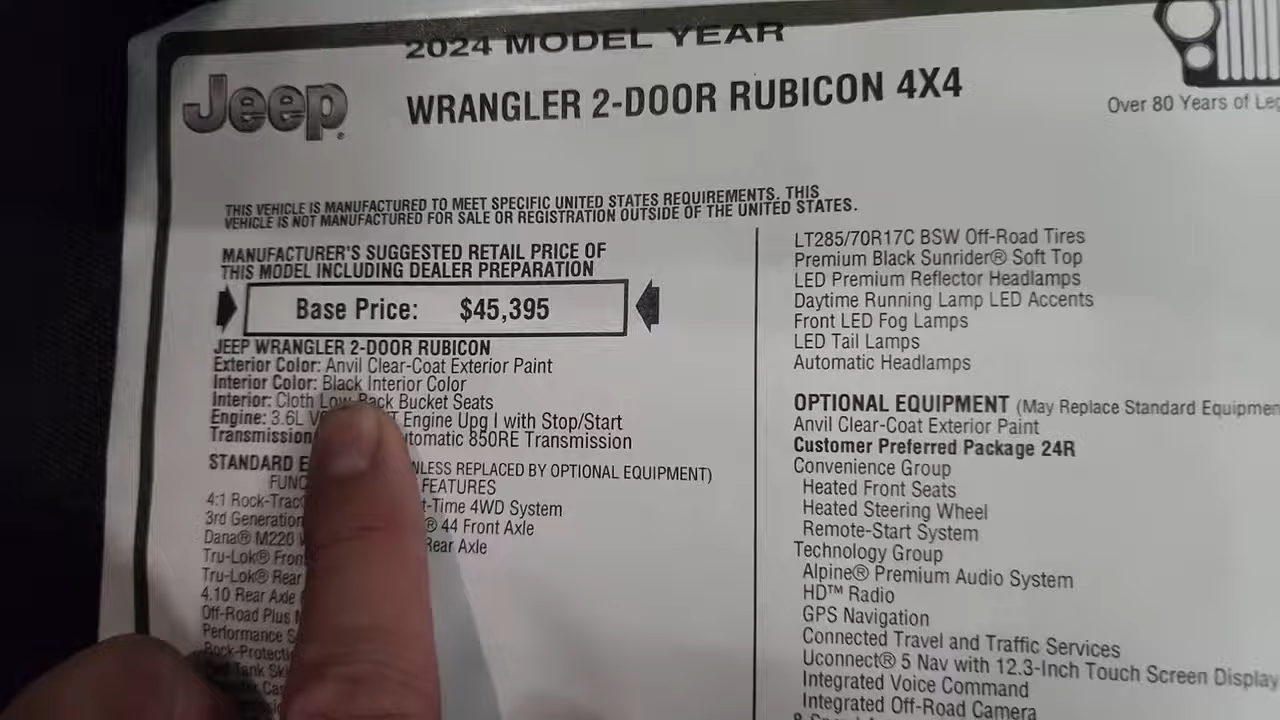 2024 MODEL YEAR
Jeep
WRANGLER 2-DOOR RUBICON 4X4
Over 80 Years of
THIS VEHICLE IS MANUFACTURED TO MEET SPECIFIC UNITED STATES REQUIREMENTS. THIS
VEHICLE IS NOT MANUFACTURED FOR SALE OR REGISTRATION OUTSIDE OF THE UNITED STATES.
MANUFACTURER'S SUGGESTED RETAIL PRICE OF
THIS MODEL INCLUDING DEALER PREPARATION
Base Price: $45,395
JEEP WRANGLER 2-DOOR RUBICON
Exterior Color: Anvil Clear-Coat Exterior Paint
Interior Color: Black Interior Color
Interior: Cloth Low Back Bucket Seats
Engine: 3.6L Engine Upg I with Stop/Start
Transmission 850RE Transmission
STANDARD REPLACED BY OPTIONAL EQUIPMENT)
FEATURES
4:1 4WD System
3rd Generation ® 44 Front Axle
Dana® M220 Rear Axle
Tru-Lok®
Tru-Lok® Rear
4.10 Rear Axle
Off-Road Plus
Performance
LT285/70R17C BSW Off-Road Tires
Premium Black Sunrider® Soft Top
LED Premium Reflector Headlamps
Daytime Running Lamp LED Accents
Front LED Fog Lamps
LED Tail Lamps
Automatic Headlamps
OPTIONAL EQUIPMENT (May Replace Standard
Anvil Clear-Coat Exterior Paint
Customer Preferred Package 24R
Convenience Group
Heated Front Seats
Heated Steering Wheel
Remote-Start System
Technology Group
Alpine® Premium Audio System
HD™ Radio
GPS Navigation
Connected Travel and Traffic Services
Uconnect® 5 Nav with 12.3-Inch Touch Screen Display
Integrated Voice Command
Integrated Off-Road Camera